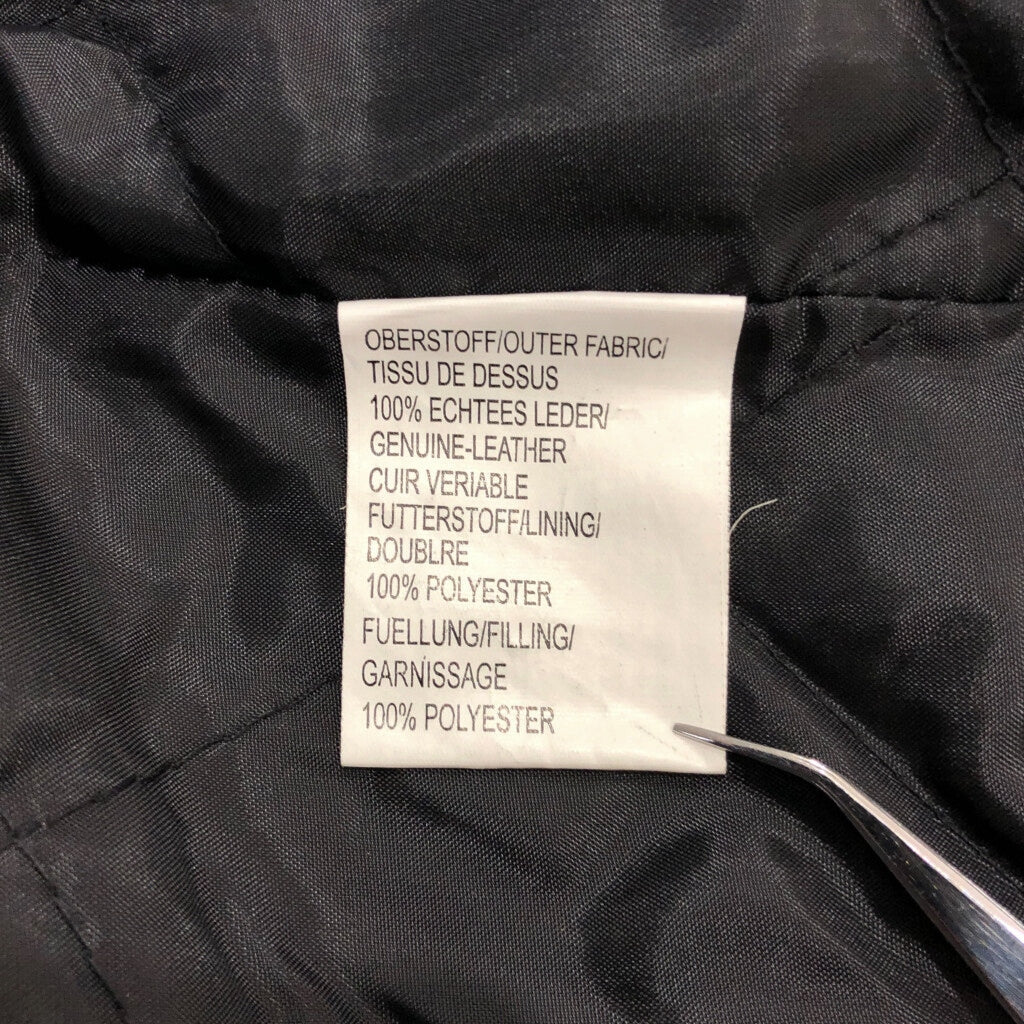 OBERSTOFF/OUTER FABRIC/
TISSU DE DESSUS
100% ECHTEES LEDER/
GENUINE-LEATHER
CUIR VERIABLE
FUTTERSTOFF/LINING/
DOUBLRE
100% POLYESTER
FUELLUNG/FILLING/
GARNISSAGE
100% POLYESTER